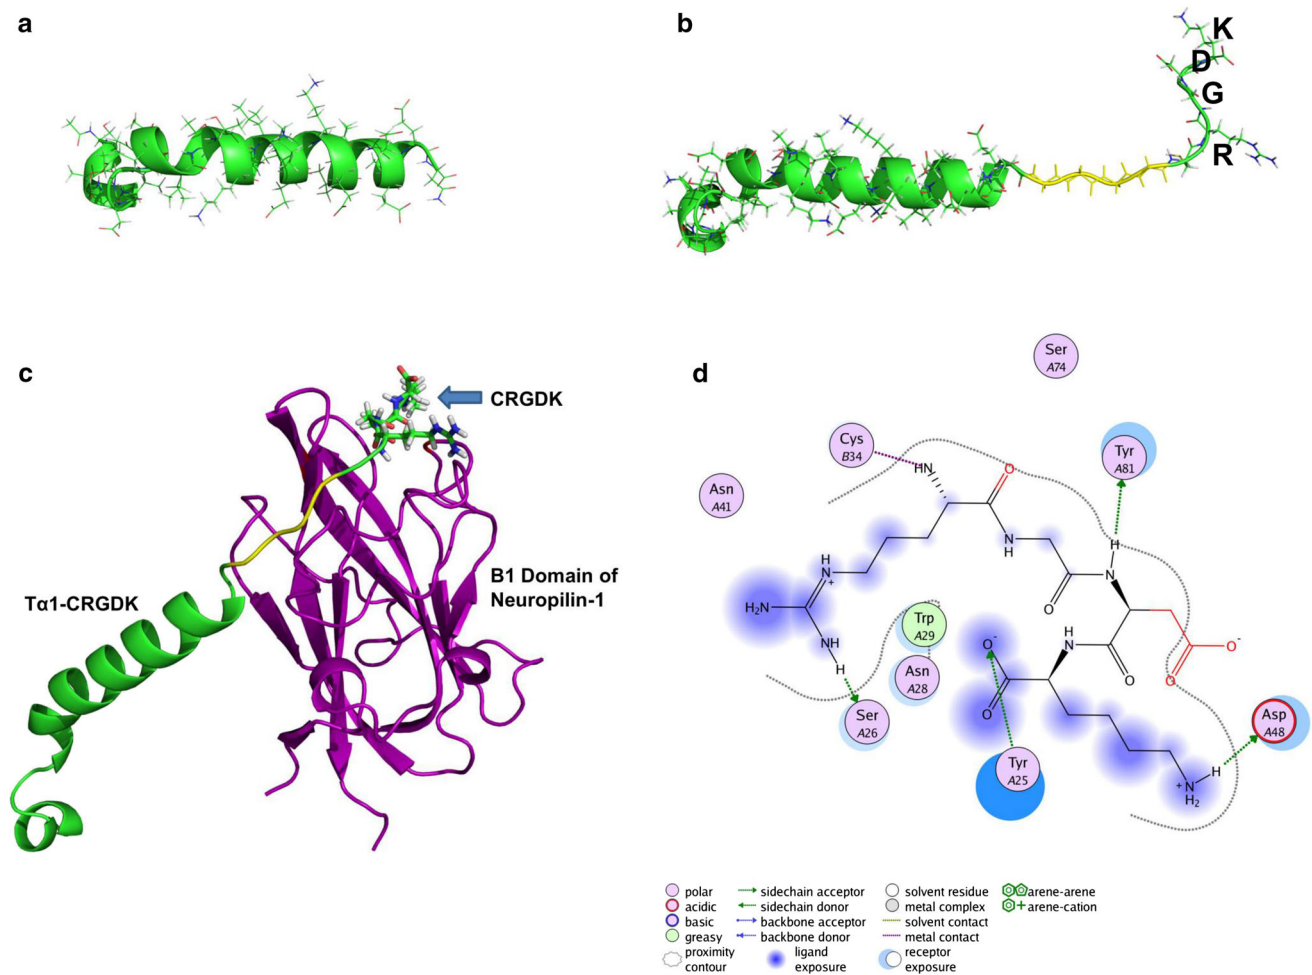 a
b
K
D
G
R
c
CRGDK
Tα1-CRGDK
B1 Domain of
Neuropilin-1
d
Ser
A74
Cys
B34
Tyr
A81
Asn
A41
HN
O
N
H
H
N
H
N
+
H₂N
NH
H
O
Trp
A29
Asn
A28
O⁻
H
N
O
O
O
O⁻
Ser
A26
O
Tyr
A25
Asp
A48
H
+
N
H₂
polar
acidic
basic
greasy
proximity
contour
sidechain acceptor
sidechain donor
backbone acceptor
backbone donor
ligand
exposure
solvent residue
metal complex
solvent contact
metal contact
receptor
exposure
arene-arene
+
arene-cation